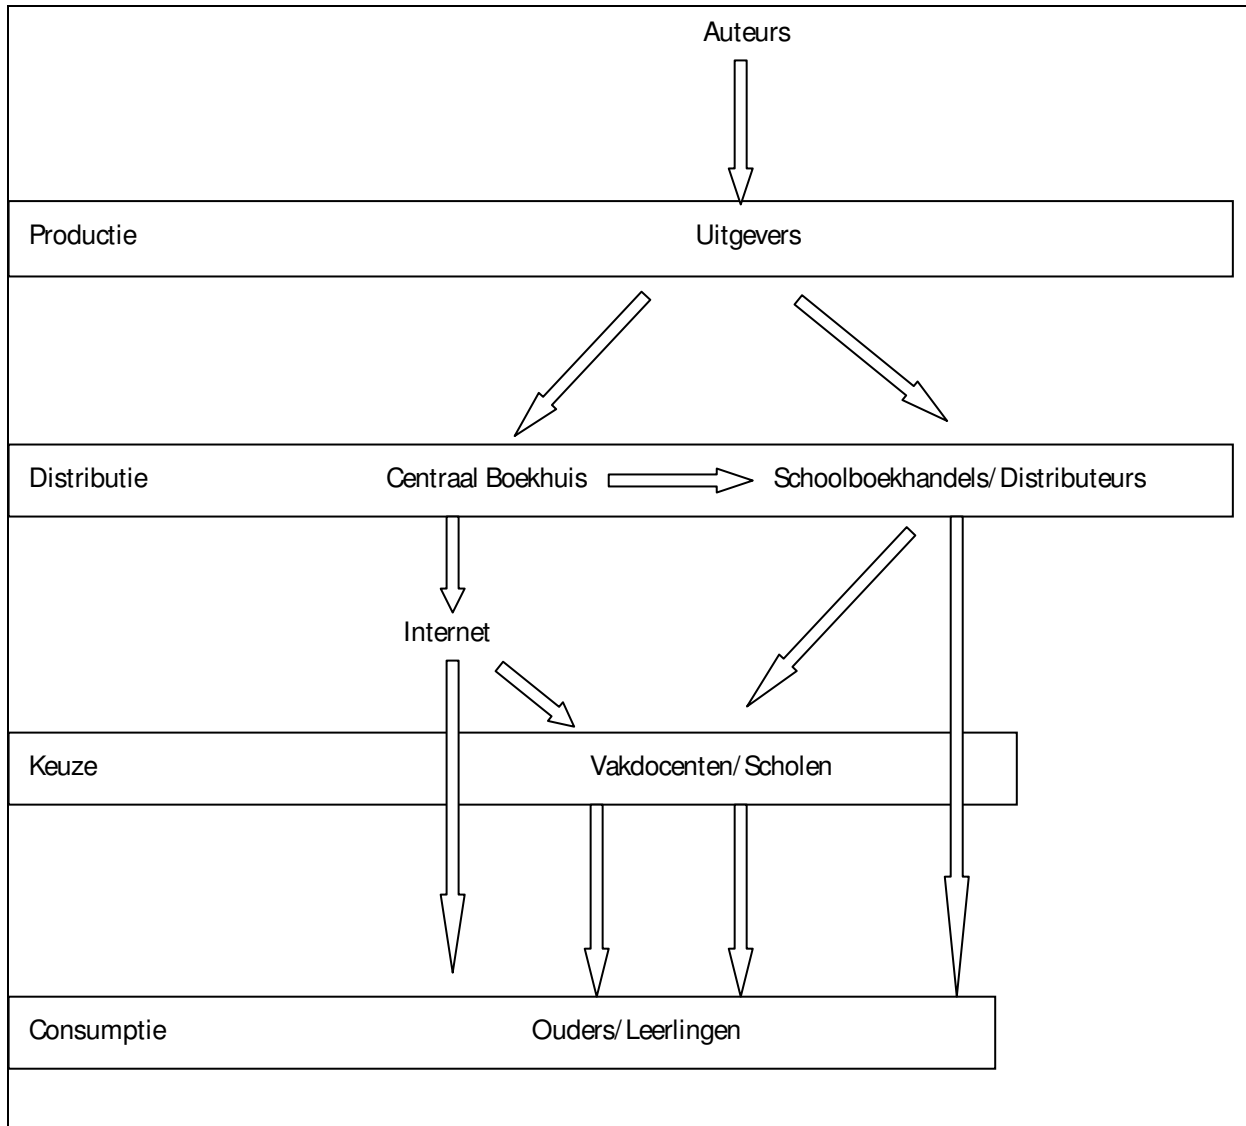 Auteurs
Productie Uitgevers
Distributie Centraal Boekhuis Schoolboekhandels/Distributeurs
Internet
Keuze Vakdocenten/Scholen
Consumptie Ouders/Leerlingen